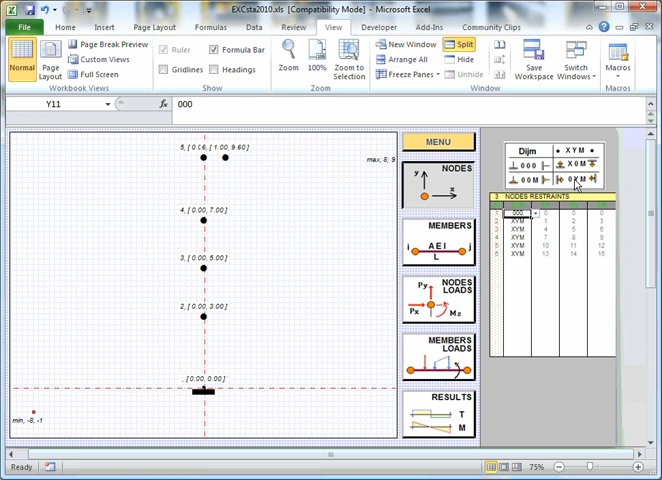 EXCsta2010.xls [Compatibility Mode] - Microsoft Excel
File Home Insert Page Layout Formulas Data Review View Developer Add-Ins Community Clips
Normal
Page Layout
Page Break Preview
Custom Views
Full Screen
Workbook Views
Ruler
Gridlines
Formula Bar
Headings
Show
Zoom
100%
Zoom to Selection
Zoom
New Window
Arrange All
Freeze Panes
Split
Hide
Unhide
Save Workspace
Switch Windows
Window
Macros
Macros
Y11
fx
000
5, [
[ 1.00, 9.60 ]
max; 8; 9
4, [ 0.00, 7.00 ]
3, [ 0.00, 5.00 ]
2, [ 0.00, 3.00 ]
, [ 0.00, 0.00 ]
min, -8, -1
MENU
NODES
y
x
MEMBERS
i A E I j
L
NODES LOADS
Py
Px
Mz
MEMBERS LOADS
RESULTS
T
M
Dijm X Y M
0 0 0 X 0 M
0 0 M 0 Y M
3 NODES RESTRAINTS
1 000 0 0 0
2 XYM 1 2 3
3 XYM 4 5 6
4 XYM 7 8 9
5 XYM 10 11 12
6 XYM 13 14 15
Ready
75%